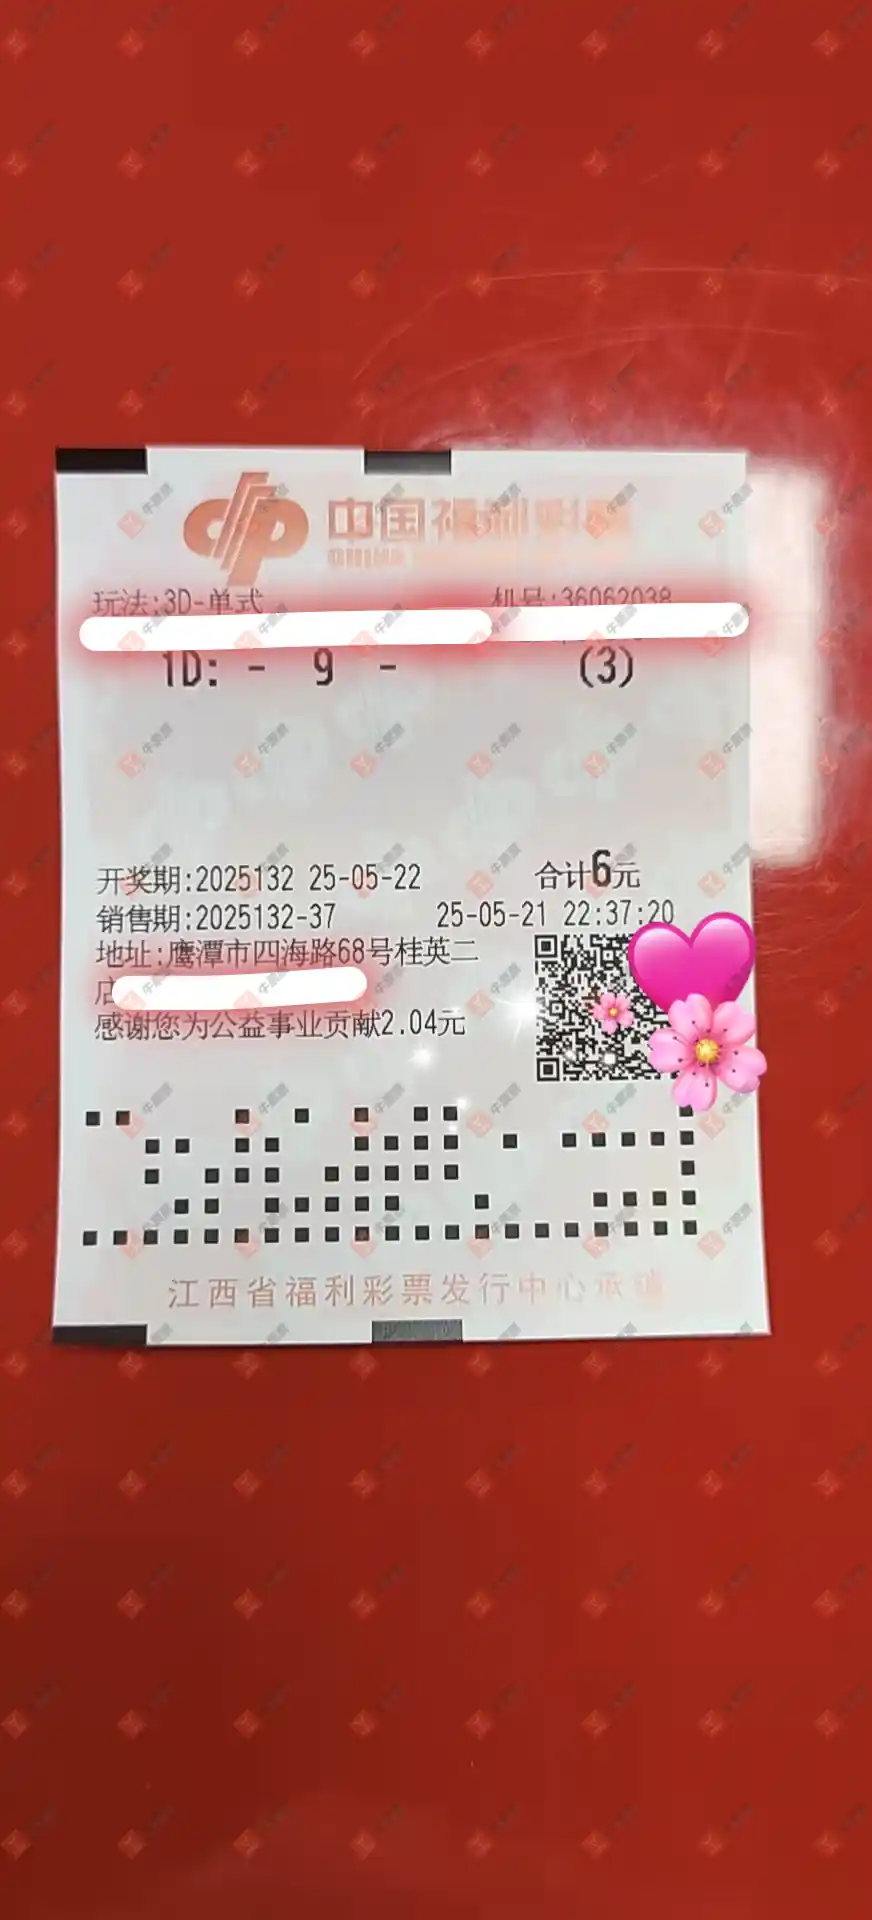 中国福利彩票
玩法:3D-单式 机号:36062038
1D: - 9 - (3)
开奖期:2025132 25-05-22 合计6元
销售期:2025132-37 25-05-21 22:37:20
地址:鹰潭市四海路68号桂英二
店
感谢您为公益事业贡献2.04元
江西省福利彩票发行中心承销